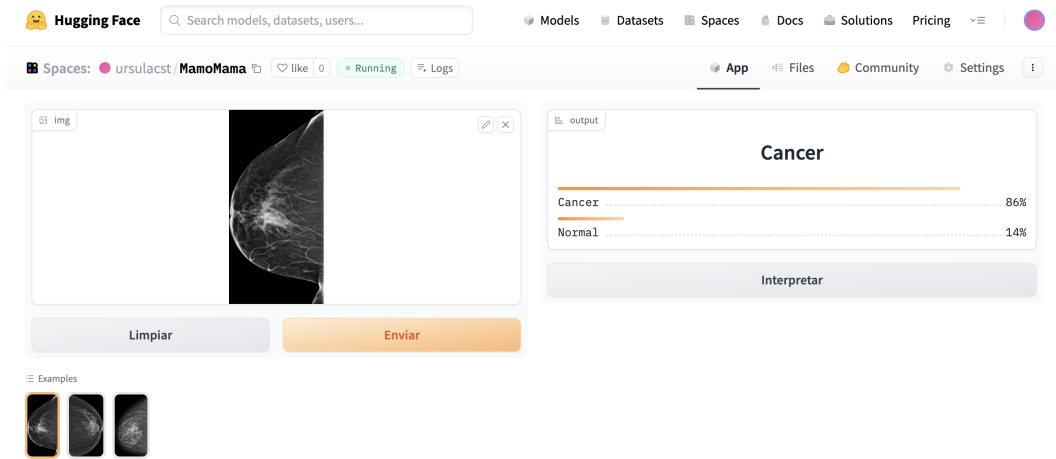 Hugging Face
Search models, datasets, users...
Models
Datasets
Spaces
Docs
Solutions
Pricing
Spaces:
ursulacst/MamoMama
like 0
Running
Logs
App
Files
Community
Settings
img
Limpiar
Enviar
output
Cancer
Cancer 86%
Normal 14%
Interpretar
Examples